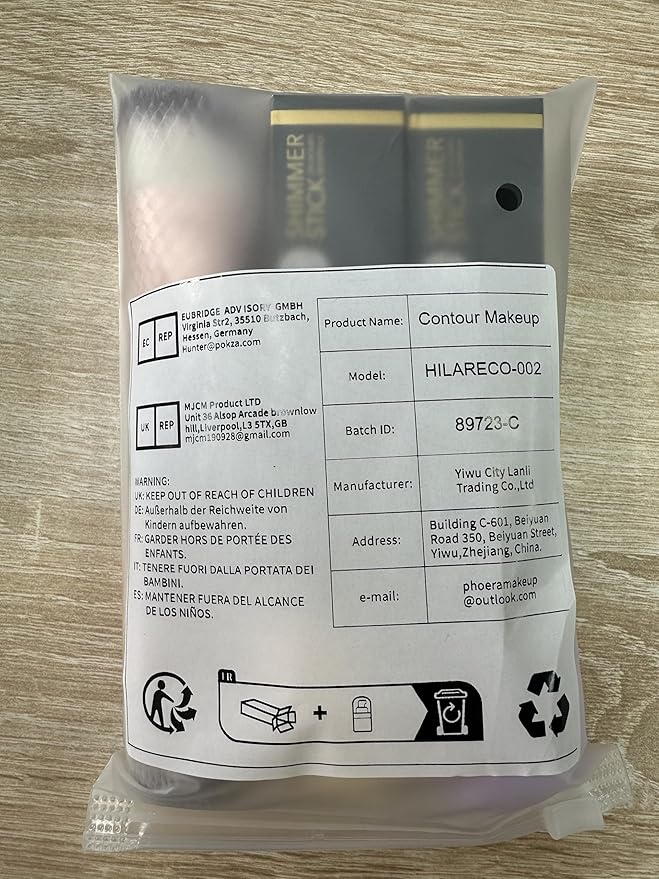 SHIMMER
STICK
SHIMMER
STICK
EC REP
EUBRIDGE ADVISORY GMBH
Virginia Str2, 35510 Butzbach,
Hessen, Germany
Hunter@pokza.com
UK REP
MJCM Product LTD
Unit 36 Alsop Arcade brownlow
hill,Liverpool,L3 5TX,GB
mjcm190928@gmail.com
WARNING:
UK: KEEP OUT OF REACH OF CHILDREN
DE: Außerhalb der Reichweite von
Kindern aufbewahren.
FR: GARDER HORS DE PORTÉE DES
ENFANTS.
IT: TENERE FUORI DALLA PORTATA DEI
BAMBINI.
ES: MANTENER FUERA DEL ALCANCE
DE LOS NIÑOS.
Product Name: Contour Makeup
Model: HILARECO-002
Batch ID: 89723-C
Manufacturer: Yiwu City Lanli
Trading Co.,Ltd
Address: Building C-601, Beiyuan
Road 350, Beiyuan Street,
Yiwu,Zhejiang, China.
e-mail: phoeramakeup
@outlook.com
FR
+